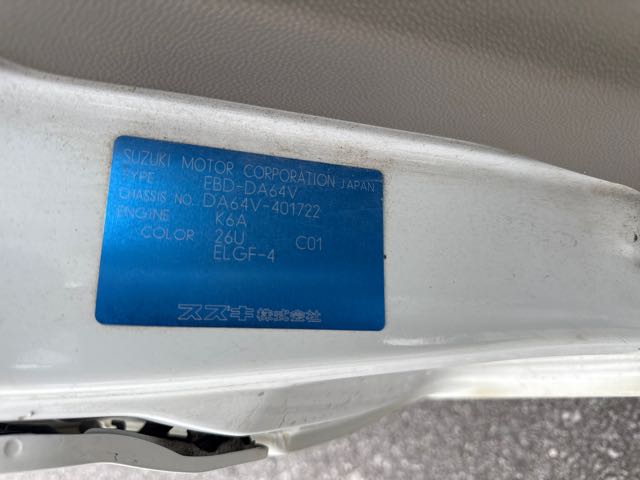 SUZUKI MOTOR CORPORATION JAPAN
TYPE EBD-DA64V
CHASSIS NO. DA64V-401722
ENGINE K6A
COLOR 26U C01
ELGF-4
スズキ株式会社